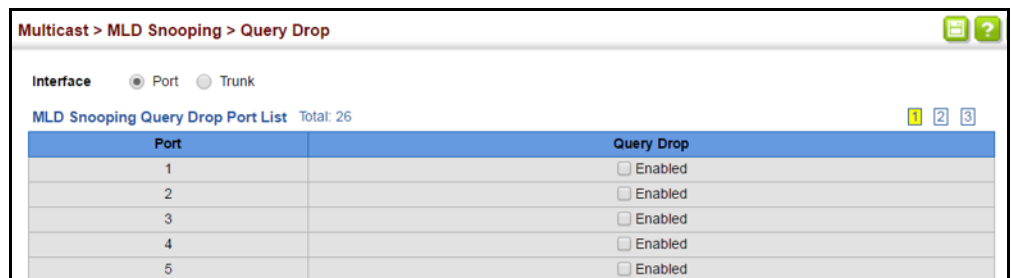 Multicast > MLD Snooping > Query Drop
?
Interface Port Trunk
MLD Snooping Query Drop Port List Total: 26 1 2 3
Port Query Drop
1 Enabled
2 Enabled
3 Enabled
4 Enabled
5 Enabled